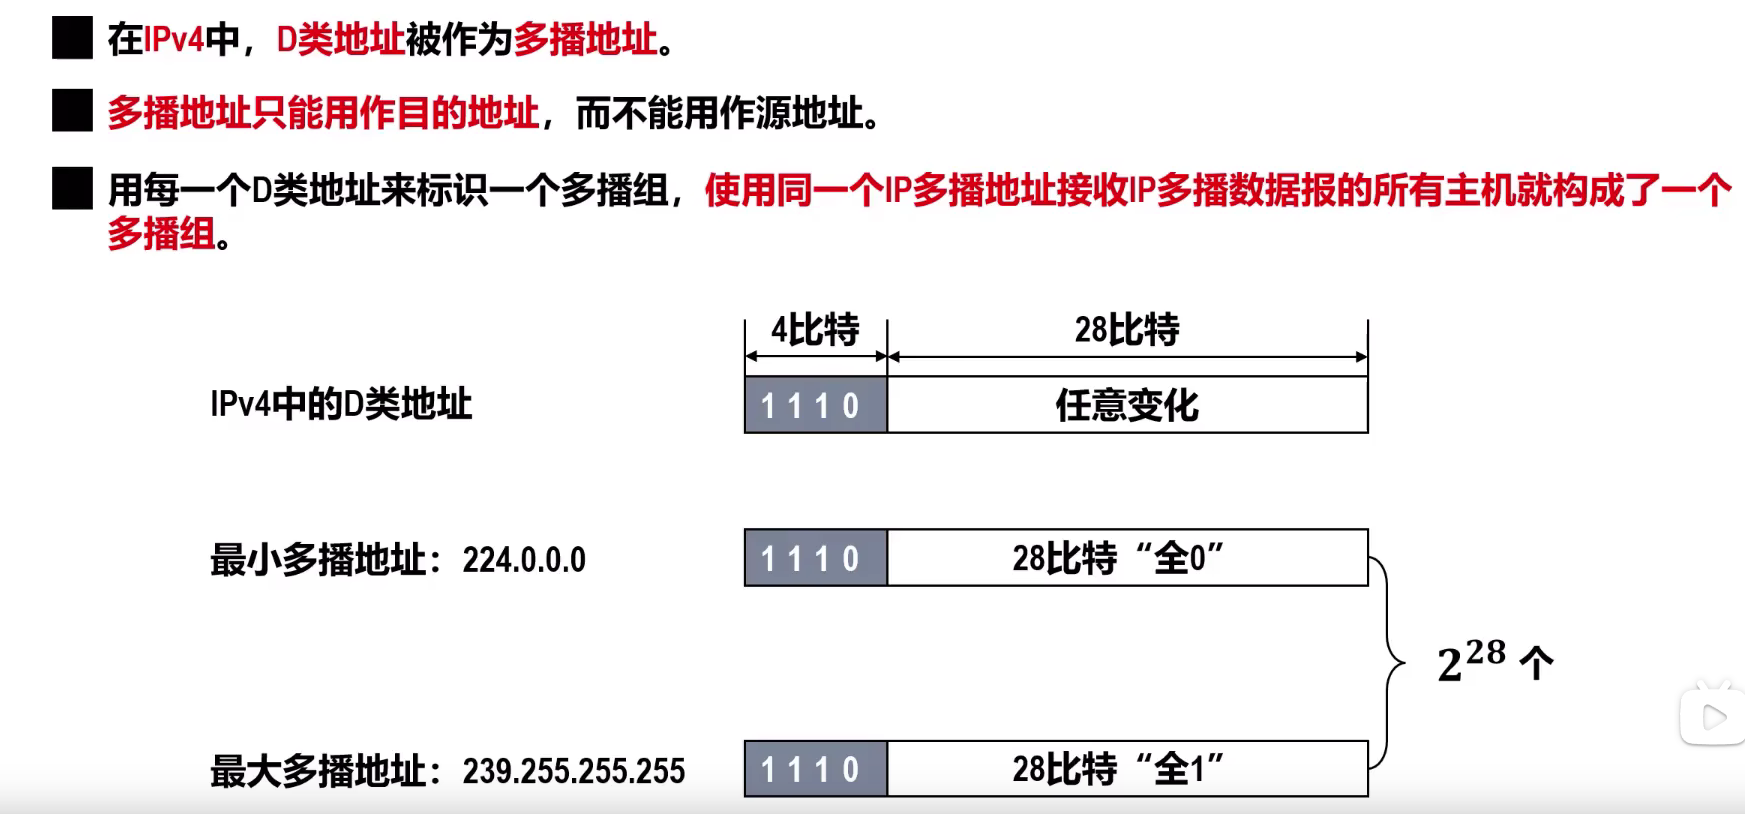 在IPv4中，D类地址被作为多播地址。
多播地址只能用作目的地址，而不能用作源地址。
用每一个D类地址来标识一个多播组，使用同一个IP多播地址接收IP多播数据报的所有主机就构成了一个
多播组。
4比特 28比特
IPv4中的D类地址 1 1 1 0 任意变化
最小多播地址：224.0.0.0 1 1 1 0 28比特“全0”
2^28 个
最大多播地址：239.255.255.255 1 1 1 0 28比特“全1”